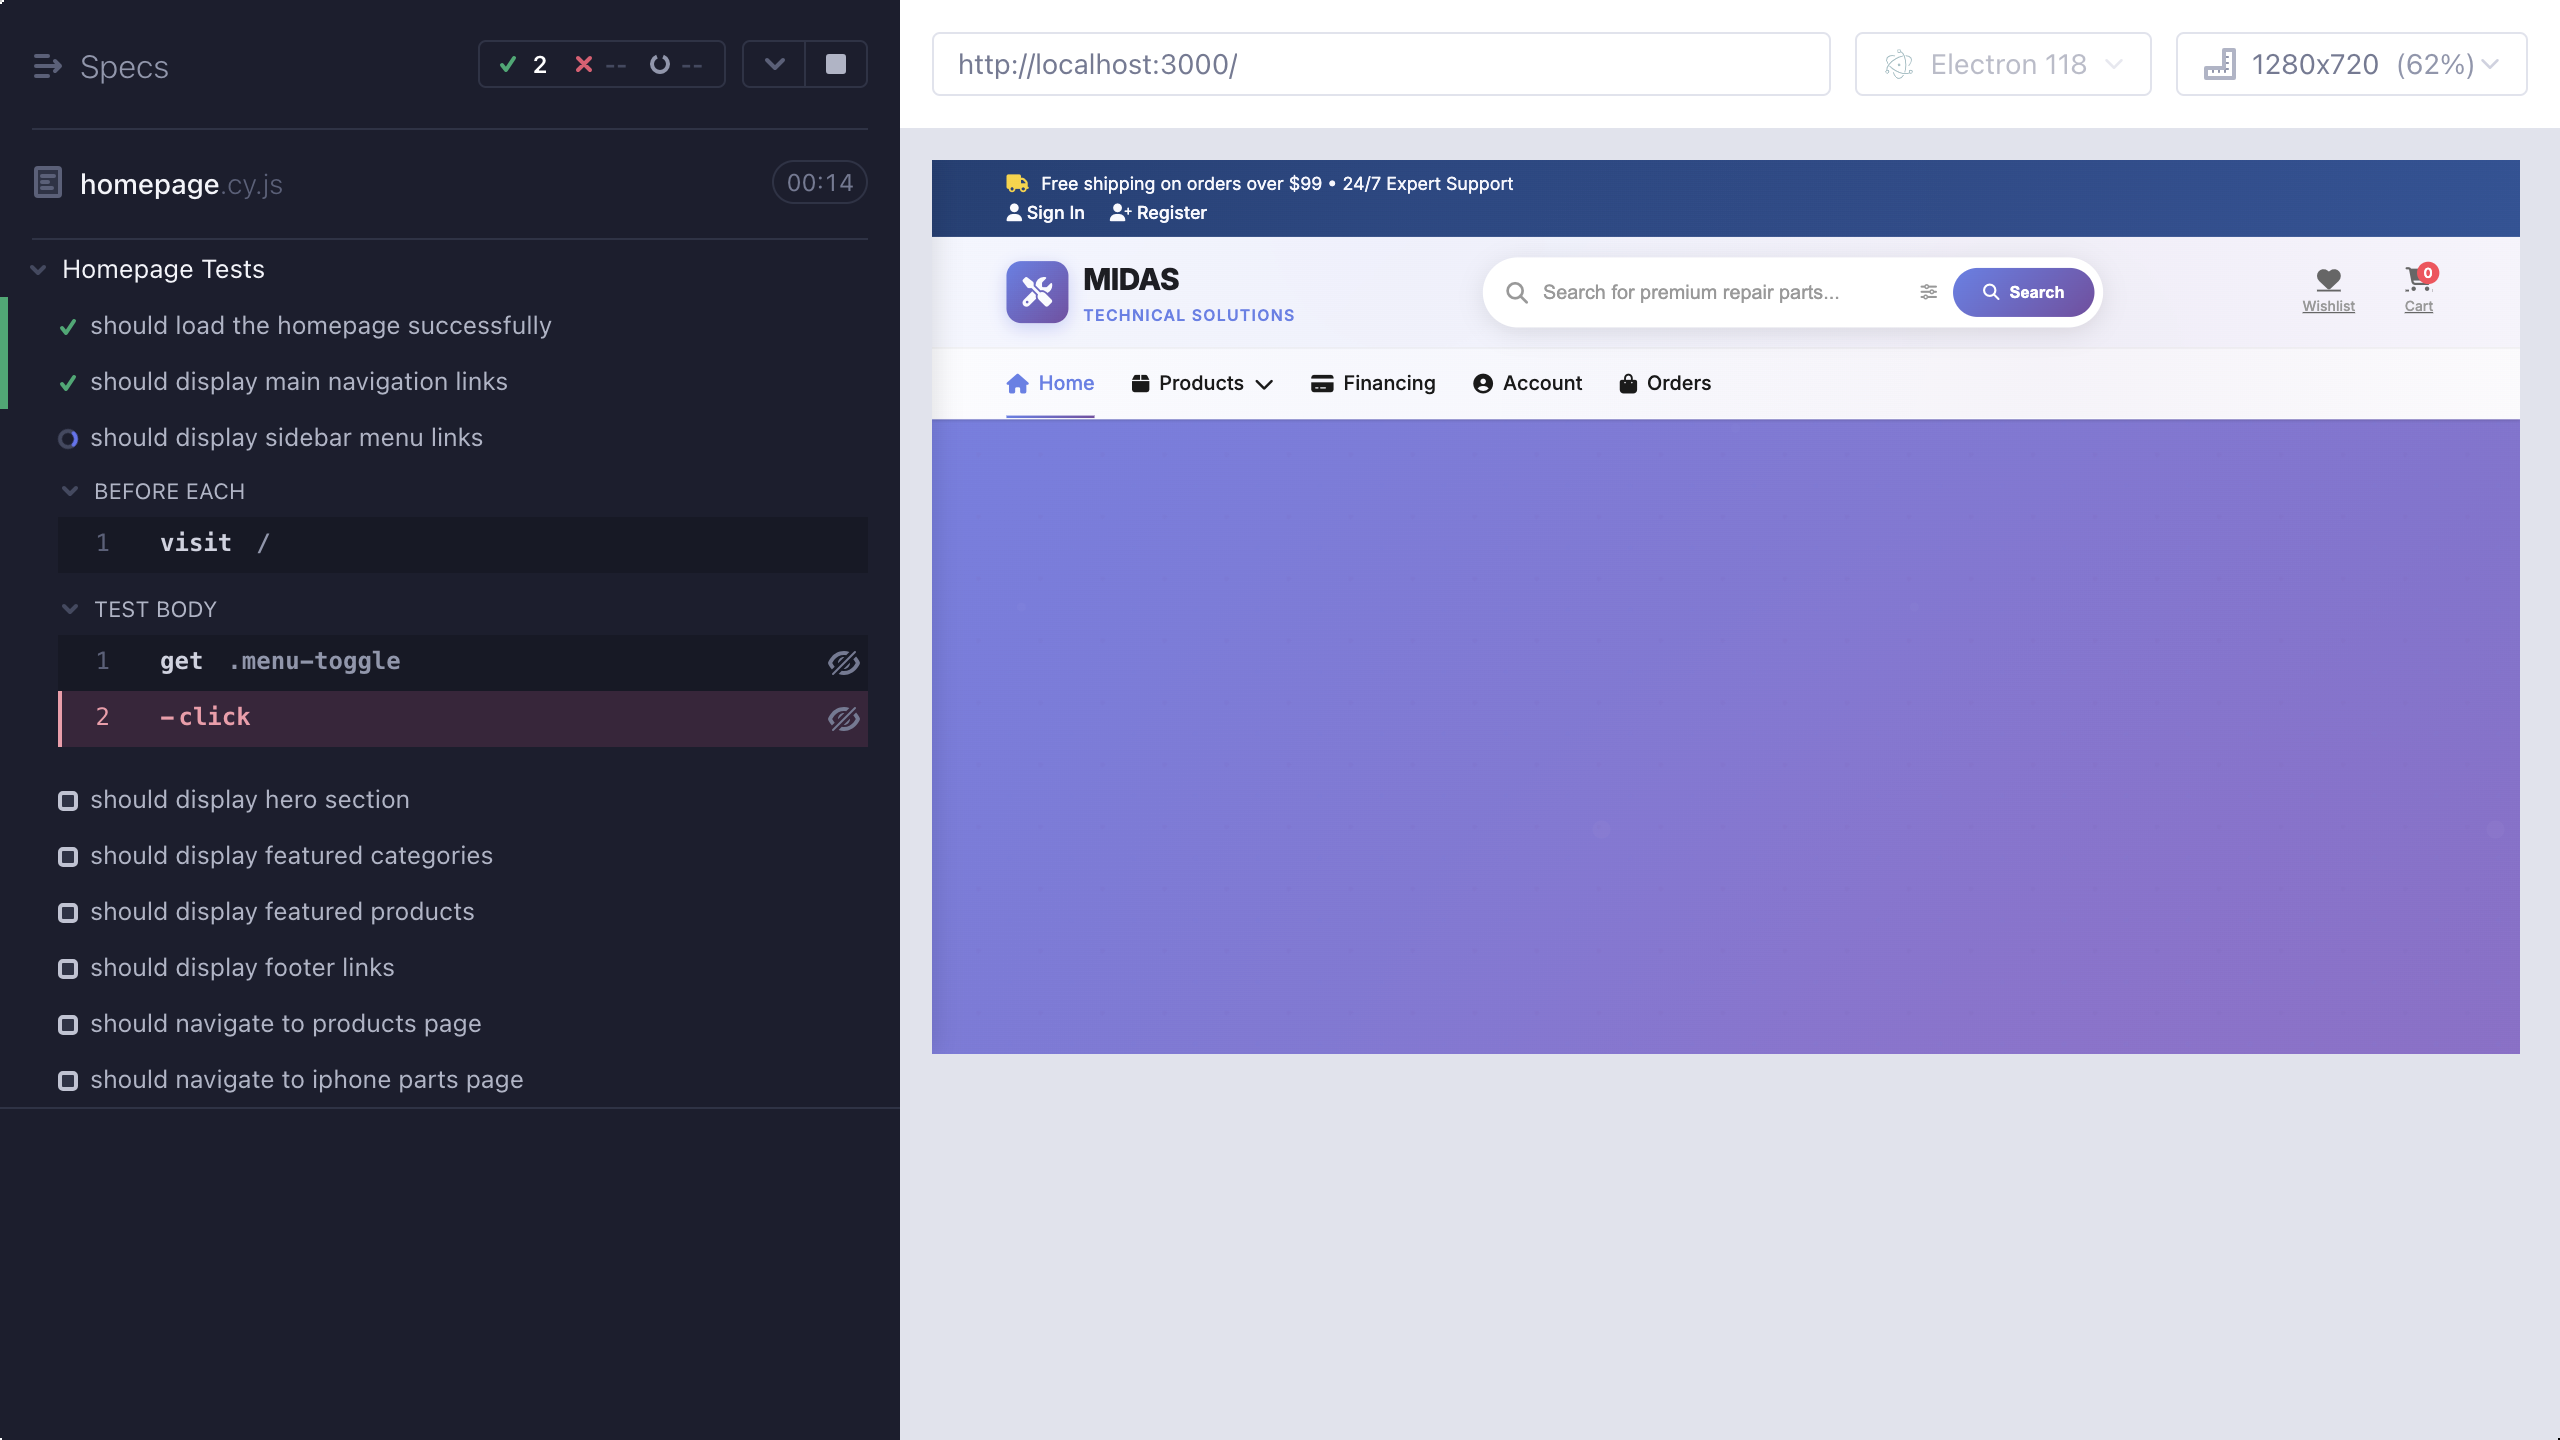 Specs
2 -- --
homepage.cy.js
00:14
Homepage Tests
should load the homepage successfully
should display main navigation links
should display sidebar menu links
BEFORE EACH
1 visit /
TEST BODY
1 get .menu-toggle
2 -click
should display hero section
should display featured categories
should display featured products
should display footer links
should navigate to products page
should navigate to iphone parts page
http://localhost:3000/
Electron 118
1280x720 (62%)
Free shipping on orders over $99 • 24/7 Expert Support
Sign In Register
MIDAS
TECHNICAL SOLUTIONS
Search for premium repair parts...
Search
Wishlist
0
Cart
Home Products Financing Account Orders